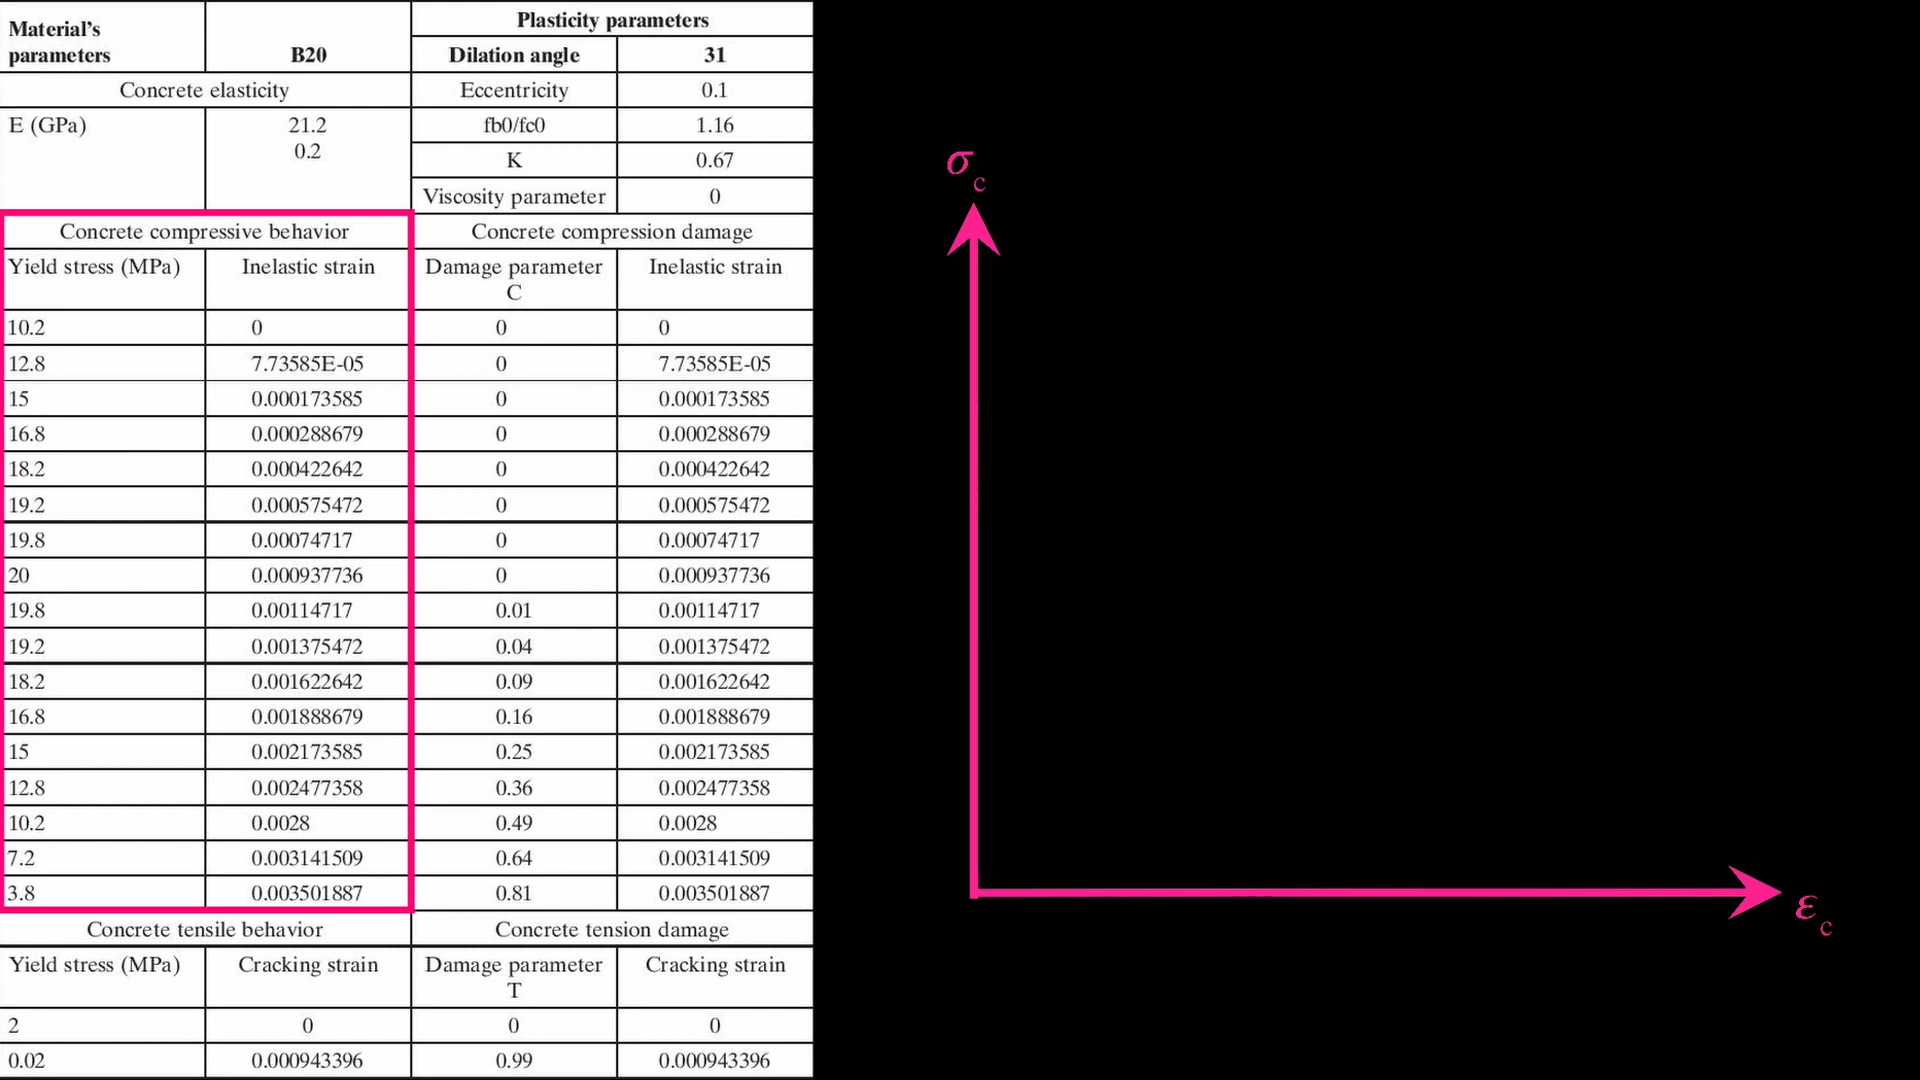 Material's parameters B20 Plasticity parameters
Dilation angle 31
Concrete elasticity Eccentricity 0.1
E (GPa) 21.2 fb0/fc0 1.16
0.2
K 0.67
Viscosity parameter 0
Concrete compressive behavior Concrete compression damage
Yield stress (MPa) Inelastic strain Damage parameter C Inelastic strain
10.2 0 0 0
12.8 7.73585E-05 0 7.73585E-05
15 0.000173585 0 0.000173585
16.8 0.000288679 0 0.000288679
18.2 0.000422642 0 0.000422642
19.2 0.000575472 0 0.000575472
19.8 0.00074717 0 0.00074717
20 0.000937736 0 0.000937736
19.8 0.00114717 0.01 0.00114717
19.2 0.001375472 0.04 0.001375472
18.2 0.001622642 0.09 0.001622642
16.8 0.001888679 0.16 0.001888679
15 0.002173585 0.25 0.002173585
12.8 0.002477358 0.36 0.002477358
10.2 0.0028 0.49 0.0028
7.2 0.003141509 0.64 0.003141509
3.8 0.003501887 0.81 0.003501887
Concrete tensile behavior Concrete tension damage
Yield stress (MPa) Cracking strain Damage parameter T Cracking strain
2 0 0 0
0.02 0.000943396 0.99 0.000943396
σc
εc